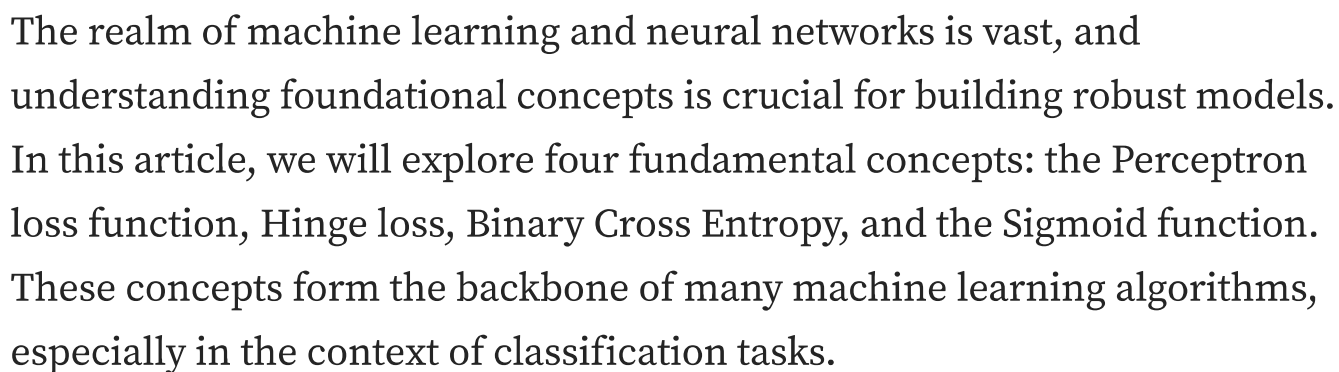 The realm of machine learning and neural networks is vast, and
understanding foundational concepts is crucial for building robust models.
In this article, we will explore four fundamental concepts: the Perceptron
loss function, Hinge loss, Binary Cross Entropy, and the Sigmoid function.
These concepts form the backbone of many machine learning algorithms,
especially in the context of classification tasks.